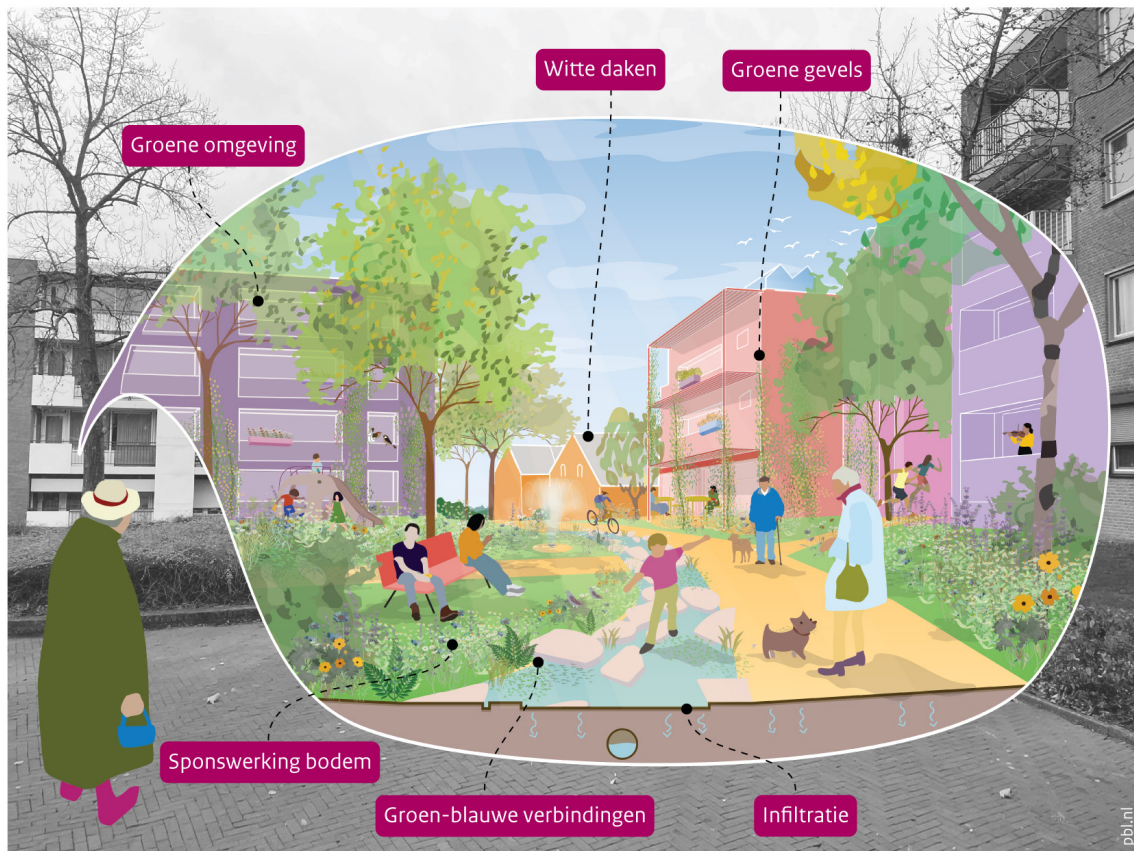 Witte daken
Groene gevels
Groene omgeving
Sponswerking bodem
Groen-blauwe verbindingen
Infiltratie
pbl.nl